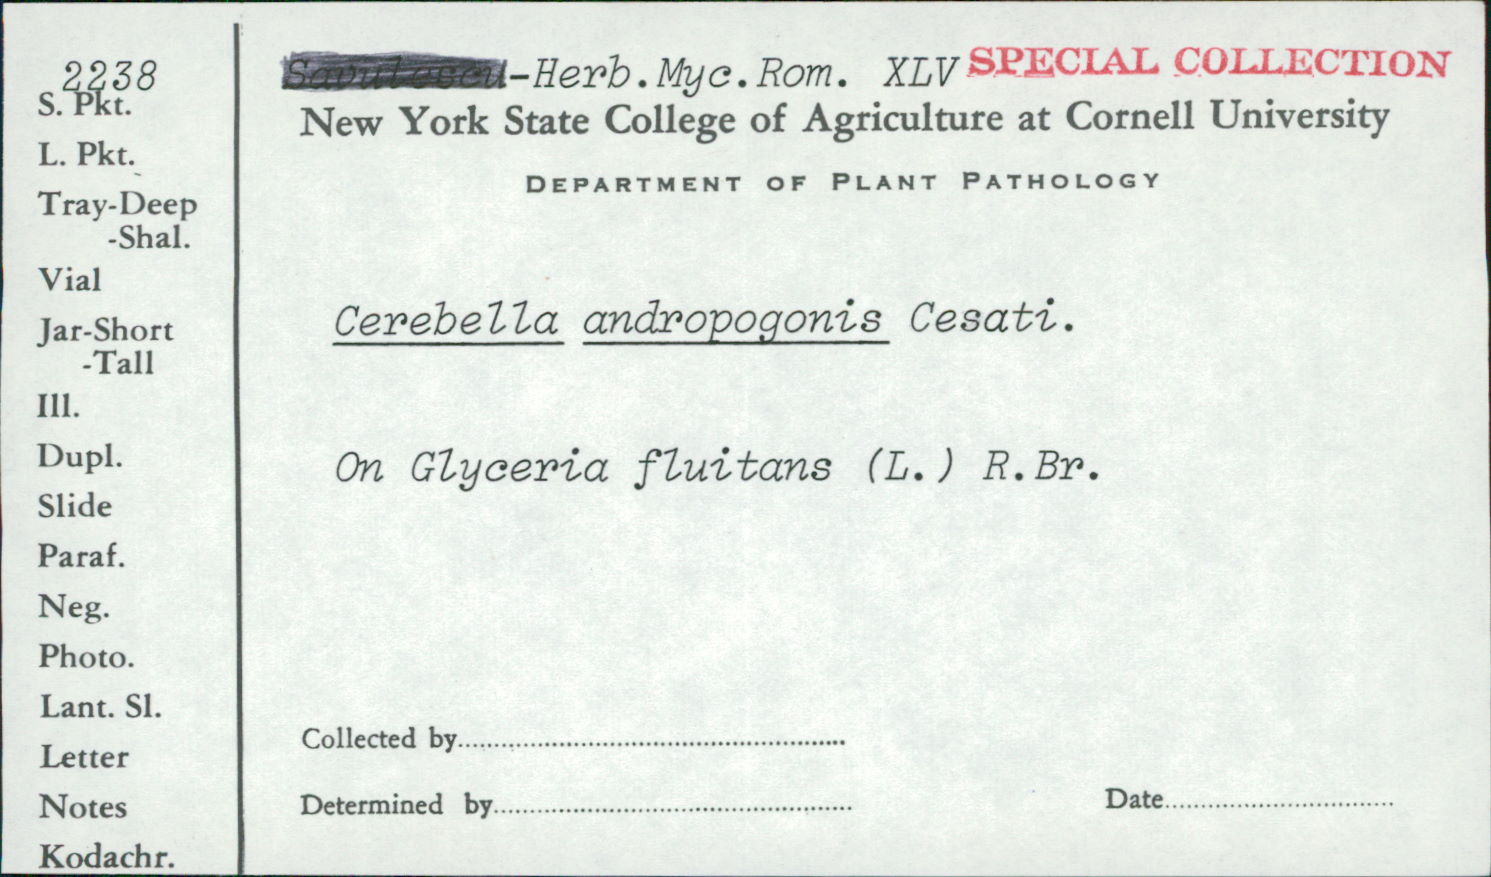 2238
S. Pkt.
L. Pkt.
Tray-Deep
-Shal.
Vial
Jar-Short
-Tall
Ill.
Dupl.
Slide
Paraf.
Neg.
Photo.
Lant. Sl.
Letter
Notes
Kodachr.
Savulescu-Herb.Myc.Rom. XLV SPECIAL COLLECTION
New York State College of Agriculture at Cornell University
DEPARTMENT OF PLANT PATHOLOGY
Cerebella andropogonis Cesati.
On Glyceria fluitans (L.) R.Br.
Collected by
Determined by
Date